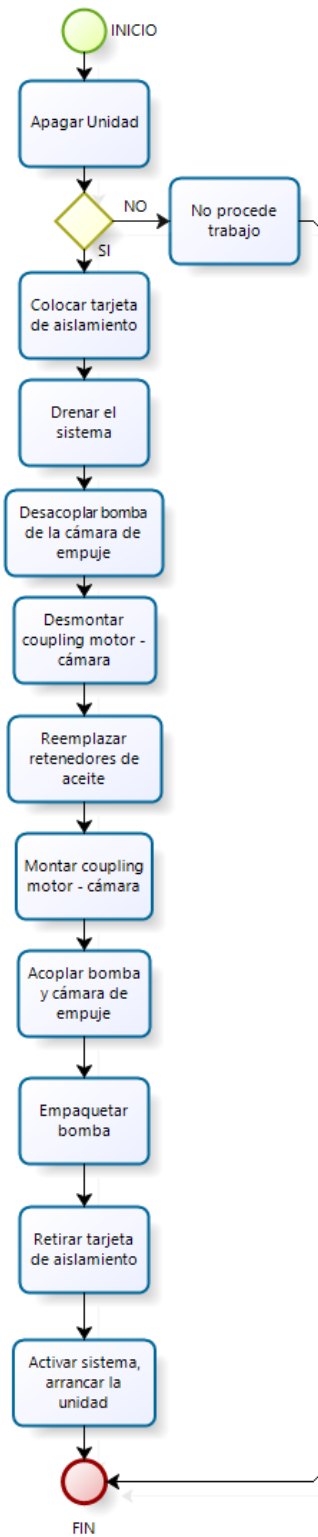 INICIO
Apagar Unidad
NO
No procede
trabajo
SI
Colocar tarjeta
de aislamiento
Drenar el
sistema
Desacoplar bomba
de la cámara de
empuje
Desmontar
coupling motor -
cámara
Reemplazar
retenedores de
aceite
Montar coupling
motor - cámara
Acoplar bomba
y cámara de
empuje
Empaquetar
bomba
Retirar tarjeta
de aislamiento
Activar sistema,
arrancar la
unidad
FIN